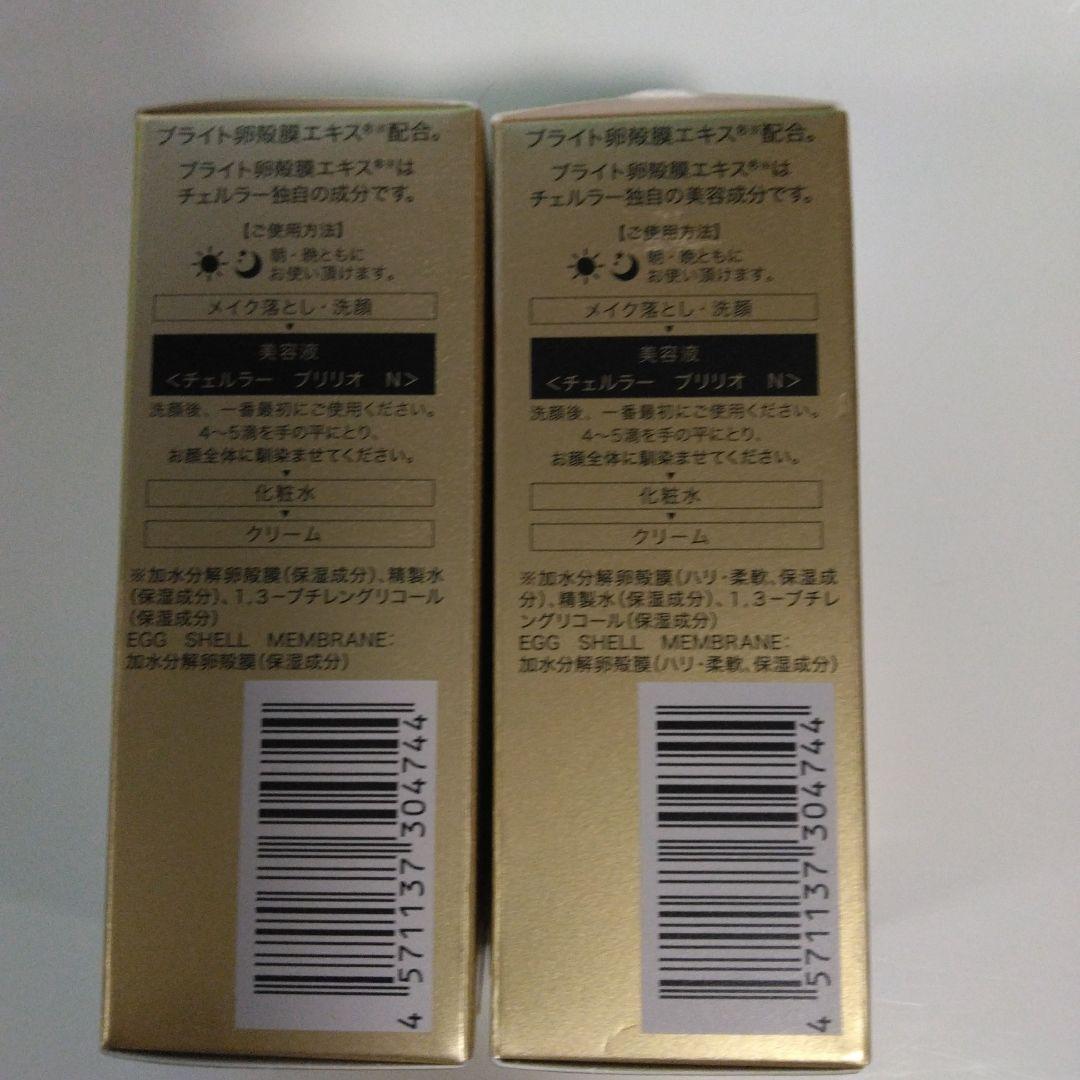 ブライト卵殻膜エキス®※配合。
ブライト卵殻膜エキス®※は
チェルラー独自の成分です。
【ご使用方法】
朝・晩ともに
お使い頂けます。
メイク落とし・洗顔
美容液
<チェルラー ブリリオ N>
洗顔後、一番最初にご使用ください。
4〜5滴を手の平にとり、
お顔全体に馴染ませてください。
化粧水
クリーム
※加水分解卵殻膜(保湿成分)、精製水
(保湿成分)、1,3-ブチレングリコール
(保湿成分)
EGG SHELL MEMBRANE:
加水分解卵殻膜(保湿成分)
4571137304744
ブライト卵殻膜エキス®※配合。
ブライト卵殻膜エキス®※は
チェルラー独自の美容成分です。
【ご使用方法】
朝・晩ともに
お使い頂けます。
メイク落とし・洗顔
美容液
<チェルラー ブリリオ N>
洗顔後、一番最初にご使用ください。
4〜5滴を手の平にとり、
お顔全体に馴染ませてください。
化粧水
クリーム
※加水分解卵殻膜(ハリ・柔軟、保湿成
分)、精製水(保湿成分)、1,3-ブチレ
ングリコール(保湿成分)
EGG SHELL MEMBRANE:
加水分解卵殻膜(ハリ・柔軟、保湿成分)
4571137304744